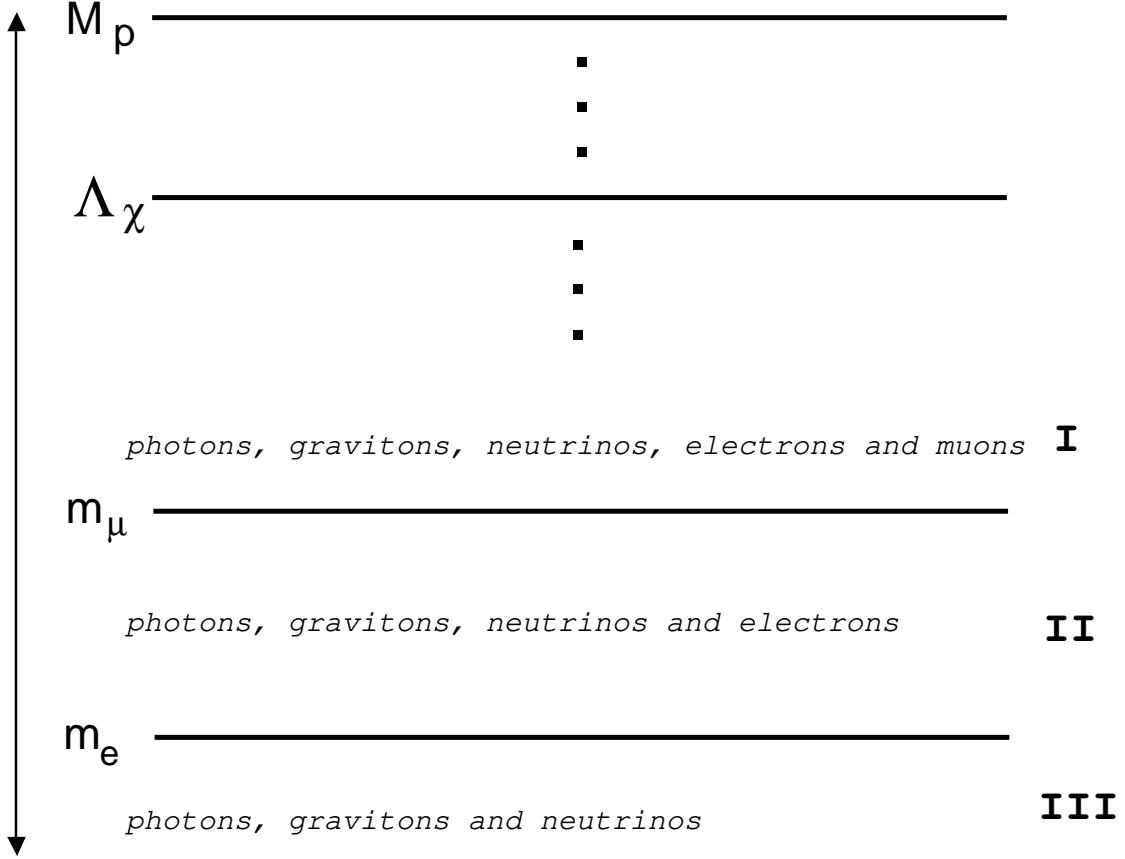 M p
Λ χ
photons, gravitons, neutrinos, electrons and muons I
m μ
photons, gravitons, neutrinos and electrons II
m e
photons, gravitons and neutrinos III